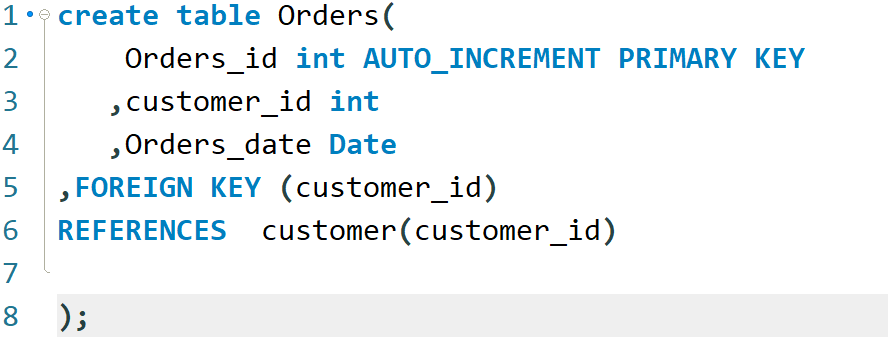 1 create table Orders(
2 Orders_id int AUTO_INCREMENT PRIMARY KEY
3 ,customer_id int
4 ,Orders_date Date
5 ,FOREIGN KEY (customer_id)
6 REFERENCES  customer(customer_id)
7
8 );